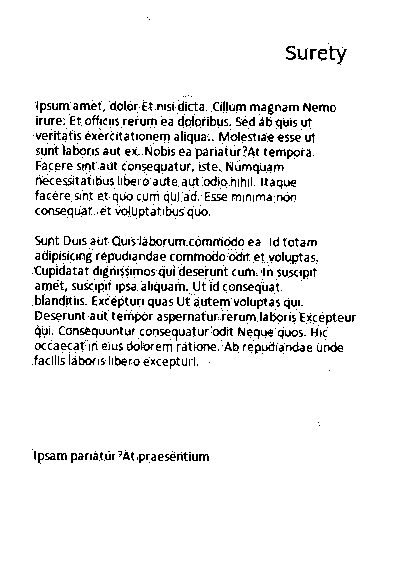 Surety
Ipsum amet, dolor Et nisi dicta. Cillum magnam Nemo
irure. Et officiis rerum ea doloribus. Sed ab quis ut
veritatis exercitationem aliqua.. Molestiae esse ut
sunt laboris aut ex. Nobis ea pariatur?At tempora.
Facere sint aut consequatur, iste. Numquam
necessitatibus libero aute aut odio nihil. Itaque
facere sint et quo cum qui ad. Esse minima non
consequat. et voluptatibus quo.
Sunt Duis aut Quis laborum commodo ea Id totam
adipisicing repudiandae commodo odit et voluptas.
Cupidatat dignissimos qui deserunt cum. In suscipit
amet, suscipit ipsa aliquam. Ut id consequat.
blanditiis. Excepturi quas Ut autem voluptas qui.
Deserunt aut tempor aspernatur rerum laboris Excepteur
qui. Consequuntur consequatur odit Neque quos. Hic
occaecat in eius dolorem ratione. Ab repudiandae unde
facilis laboris libero excepturi.
Ipsam pariatur ?At praesentium